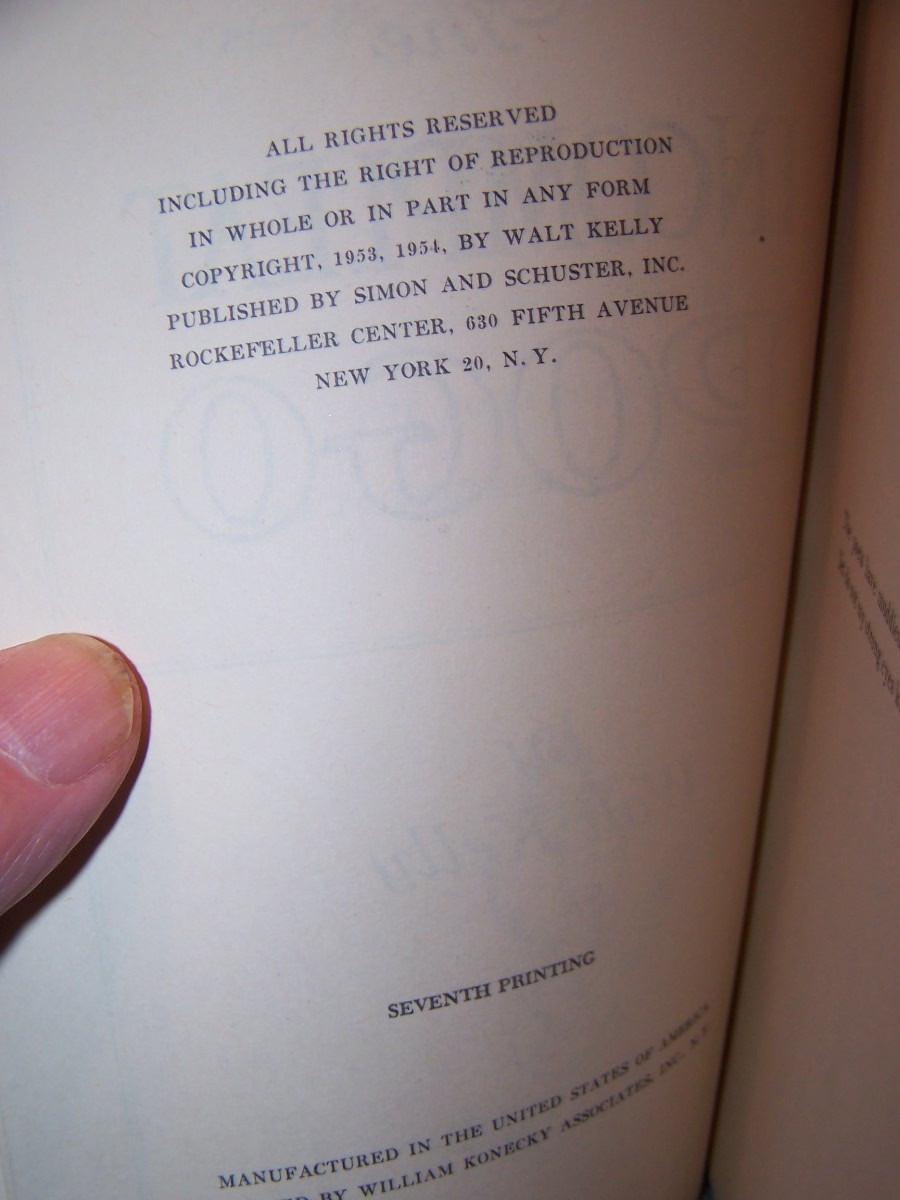 ALL RIGHTS RESERVED
INCLUDING THE RIGHT OF REPRODUCTION
IN WHOLE OR IN PART IN ANY FORM
COPYRIGHT, 1953, 1954, BY WALT KELLY
PUBLISHED BY SIMON AND SCHUSTER, INC.
ROCKEFELLER CENTER, 630 FIFTH AVENUE
NEW YORK 20, N. Y.
SEVENTH PRINTING
MANUFACTURED IN THE UNITED STATES OF AMERICA
BY WILLIAM KONECKY ASSOCIATES, INC., N. Y.